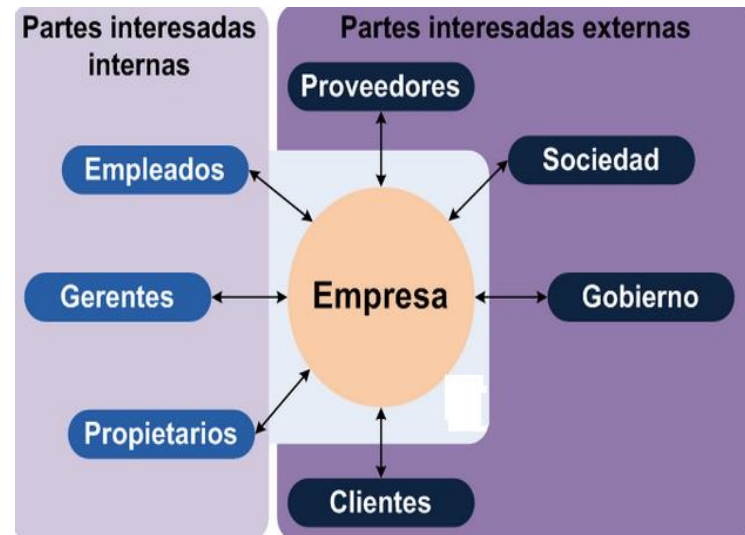 Partes interesadas
internas
Partes interesadas externas
Proveedores
Empleados
Sociedad
Gerentes
Empresa
Gobierno
Propietarios
Clientes